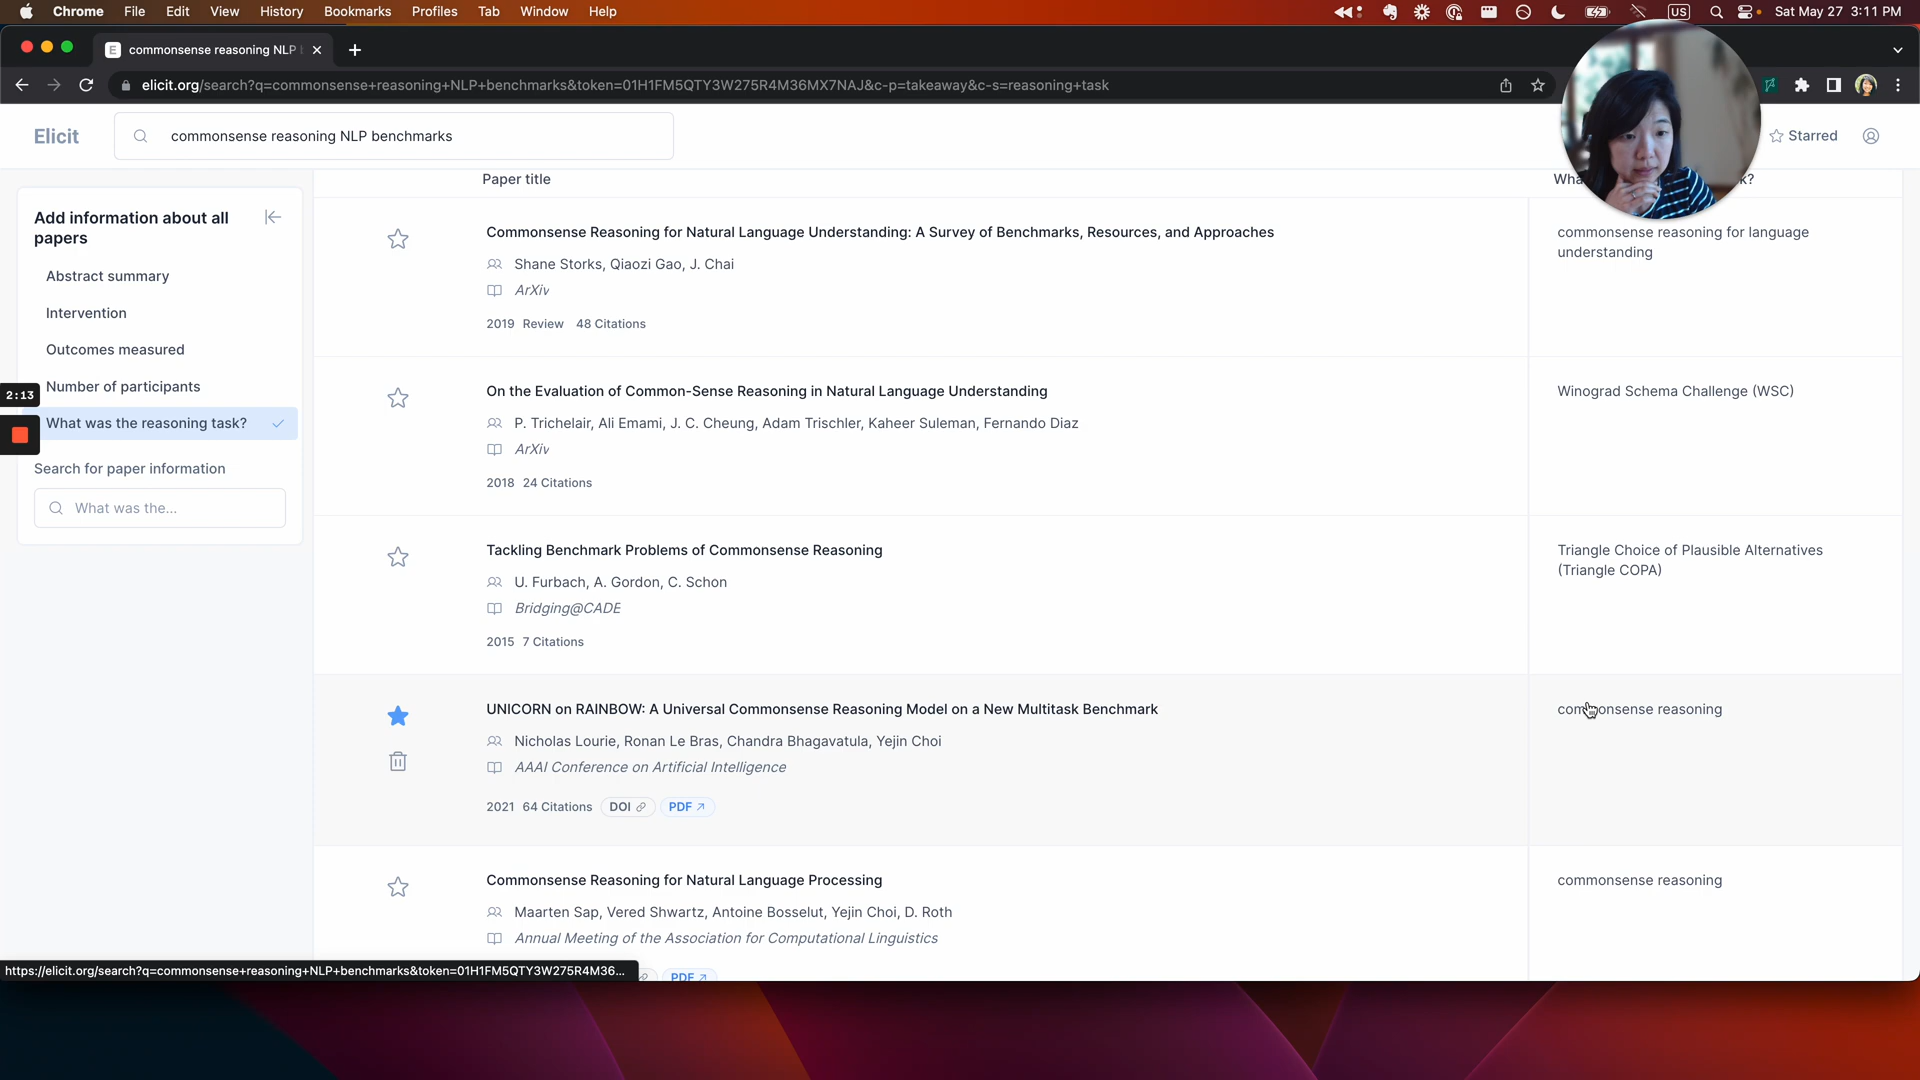 Chrome File Edit View History Bookmarks Profiles Tab Window Help
US Sat May 27 3:11 PM
commonsense reasoning NLP
elicit.org/search?q=commonsense+reasoning+NLP+benchmarks&token=01H1FM5QTY3W275R4M36MX7NAJ&c-p=takeaway&c-s=reasoning+task
Elicit
commonsense reasoning NLP benchmarks
Starred
Add information about all
papers
Abstract summary
Intervention
Outcomes measured
Number of participants
2:13
What was the reasoning task?
Search for paper information
What was the...
Paper title
k?
Commonsense Reasoning for Natural Language Understanding: A Survey of Benchmarks, Resources, and Approaches
Shane Storks, Qiaozi Gao, J. Chai
ArXiv
2019 Review 48 Citations
commonsense reasoning for language
understanding
On the Evaluation of Common-Sense Reasoning in Natural Language Understanding
P. Trichelair, Ali Emami, J. C. Cheung, Adam Trischler, Kaheer Suleman, Fernando Diaz
ArXiv
2018 24 Citations
Winograd Schema Challenge (WSC)
Tackling Benchmark Problems of Commonsense Reasoning
U. Furbach, A. Gordon, C. Schon
Bridging@CADE
2015 7 Citations
Triangle Choice of Plausible Alternatives
(Triangle COPA)
UNICORN on RAINBOW: A Universal Commonsense Reasoning Model on a New Multitask Benchmark
Nicholas Lourie, Ronan Le Bras, Chandra Bhagavatula, Yejin Choi
AAAI Conference on Artificial Intelligence
2021 64 Citations DOI PDF
commonsense reasoning
Commonsense Reasoning for Natural Language Processing
Maarten Sap, Vered Shwartz, Antoine Bosselut, Yejin Choi, D. Roth
Annual Meeting of the Association for Computational Linguistics
PDF
commonsense reasoning
https://elicit.org/search?q=commonsense+reasoning+NLP+benchmarks&token=01H1FM5QTY3W275R4M36...